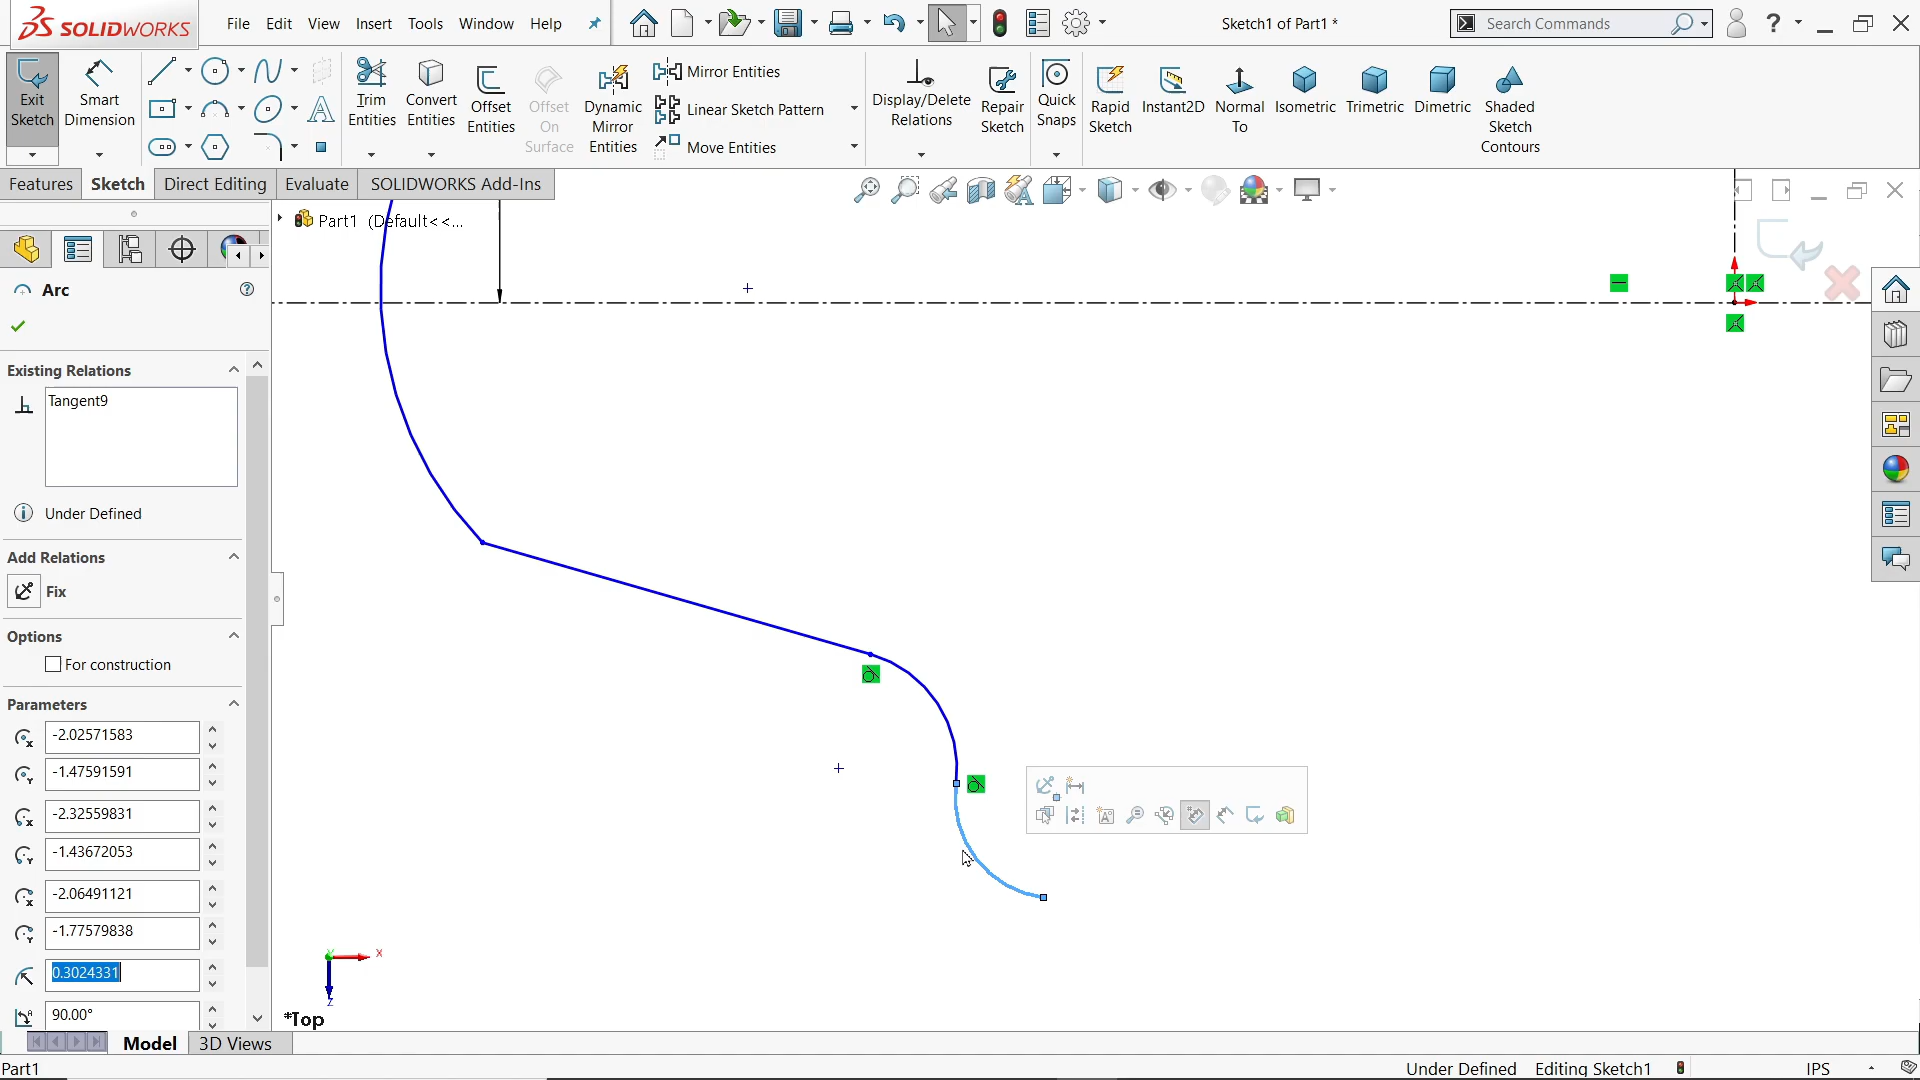 SOLIDWORKS
File Edit View Insert Tools Window Help
Sketch1 of Part1 *
Search Commands
?
Exit Sketch
Smart Dimension
Trim Entities
Convert Entities
Offset Entities
Offset On Surface
Dynamic Mirror Entities
Mirror Entities
Linear Sketch Pattern
Move Entities
Display/Delete Relations
Repair Sketch
Quick Snaps
Rapid Sketch
Instant2D
Normal To
Isometric
Trimetric
Dimetric
Shaded Sketch Contours
Features Sketch Direct Editing Evaluate SOLIDWORKS Add-Ins
Part1 (Default<<...
Arc
Existing Relations
Tangent9
Under Defined
Add Relations
Fix
Options
For construction
Parameters
-2.02571583
-1.47591591
-2.32559831
-1.43672053
-2.06491121
-1.77579838
0.3024331
90.00°
Y
X
Z
*Top
Model 3D Views
Part1
Under Defined Editing Sketch1 IPS